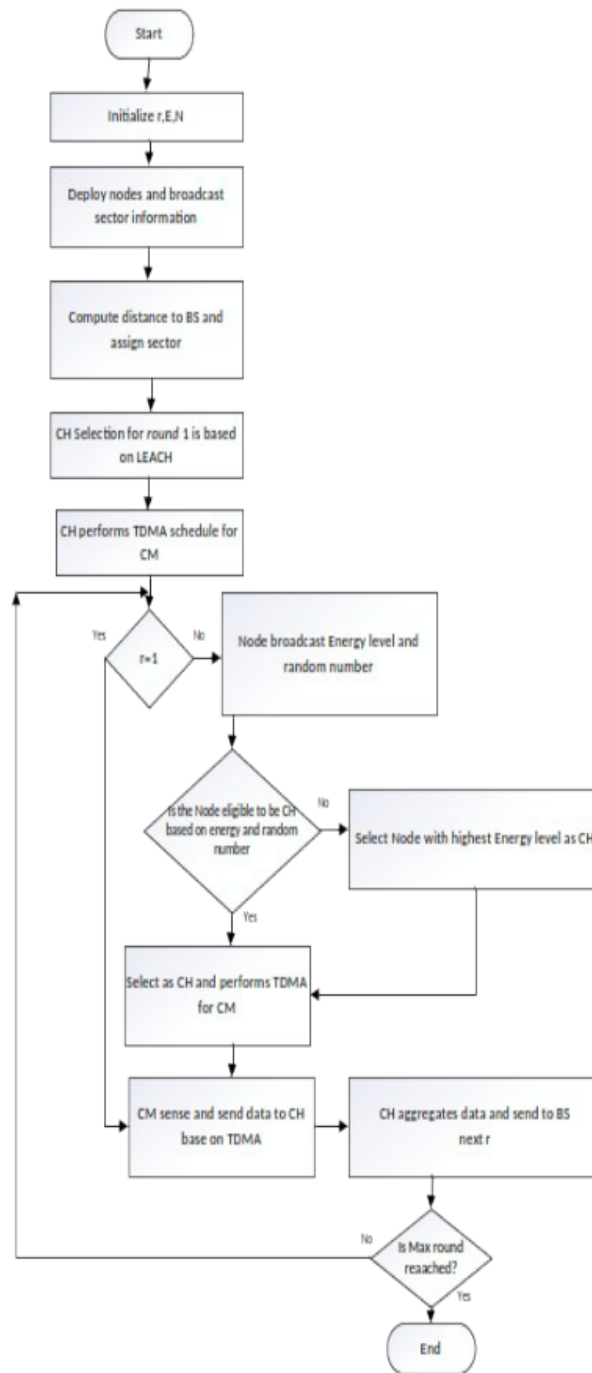 Start
Initialize r,E,N
Deploy nodes and broadcast
sector information
Compute distance to BS and
assign sector
CH Selection for round 1 is based
on LEACH
CH performs TDMA schedule for
CM
Yes
No
r=1
Node broadcast Energy level and
random number
Is the Node eligible to be CH
based on energy and random
number
No
Select Node with highest Energy level as CH
Yes
Select as CH and performs TDMA
for CM
CM sense and send data to CH
base on TDMA
CH aggregates data and send to BS
next r
No
Is Max round
reaached?
Yes
End